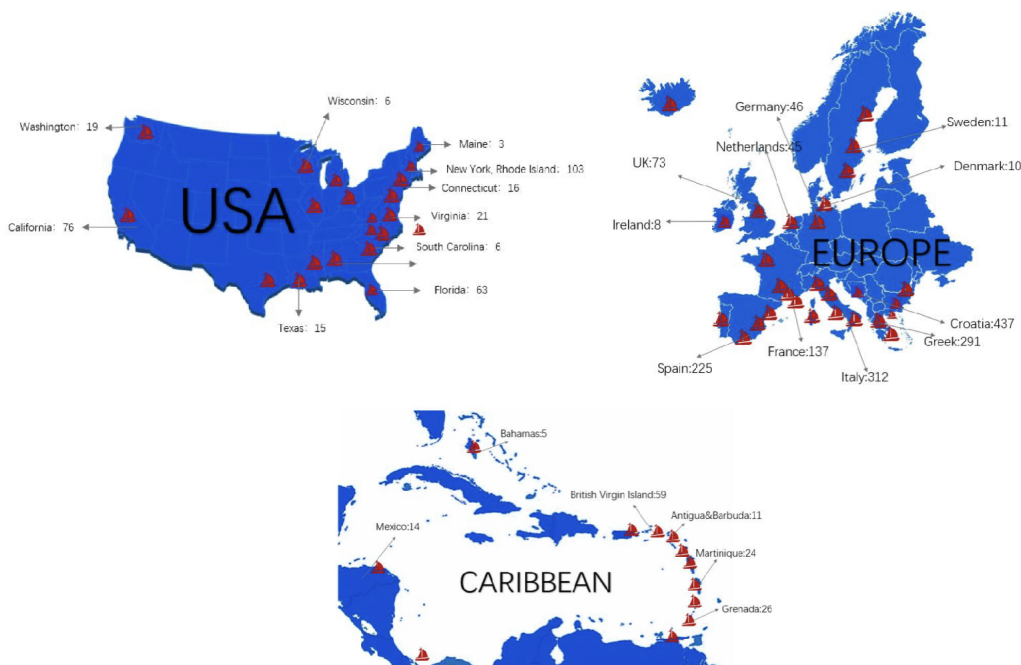 Wisconsin: 6
Washington: 19
Maine: 3
New York, Rhode Island: 103
Connecticut: 16
USA
Virginia: 21
California: 76
South Carolina: 6
Florida: 63
Texas: 15
Germany:46
Sweden:11
Netherlands:45
UK:73
Denmark:10
Ireland:8
EUROPE
Croatia:437
Greek:291
France:137
Spain:225
Italy:312
Bahamas:5
British Virgin Island:59
Antigua&Barbuda:11
Mexico:14
Martinique:24
CARIBBEAN
Grenada:26